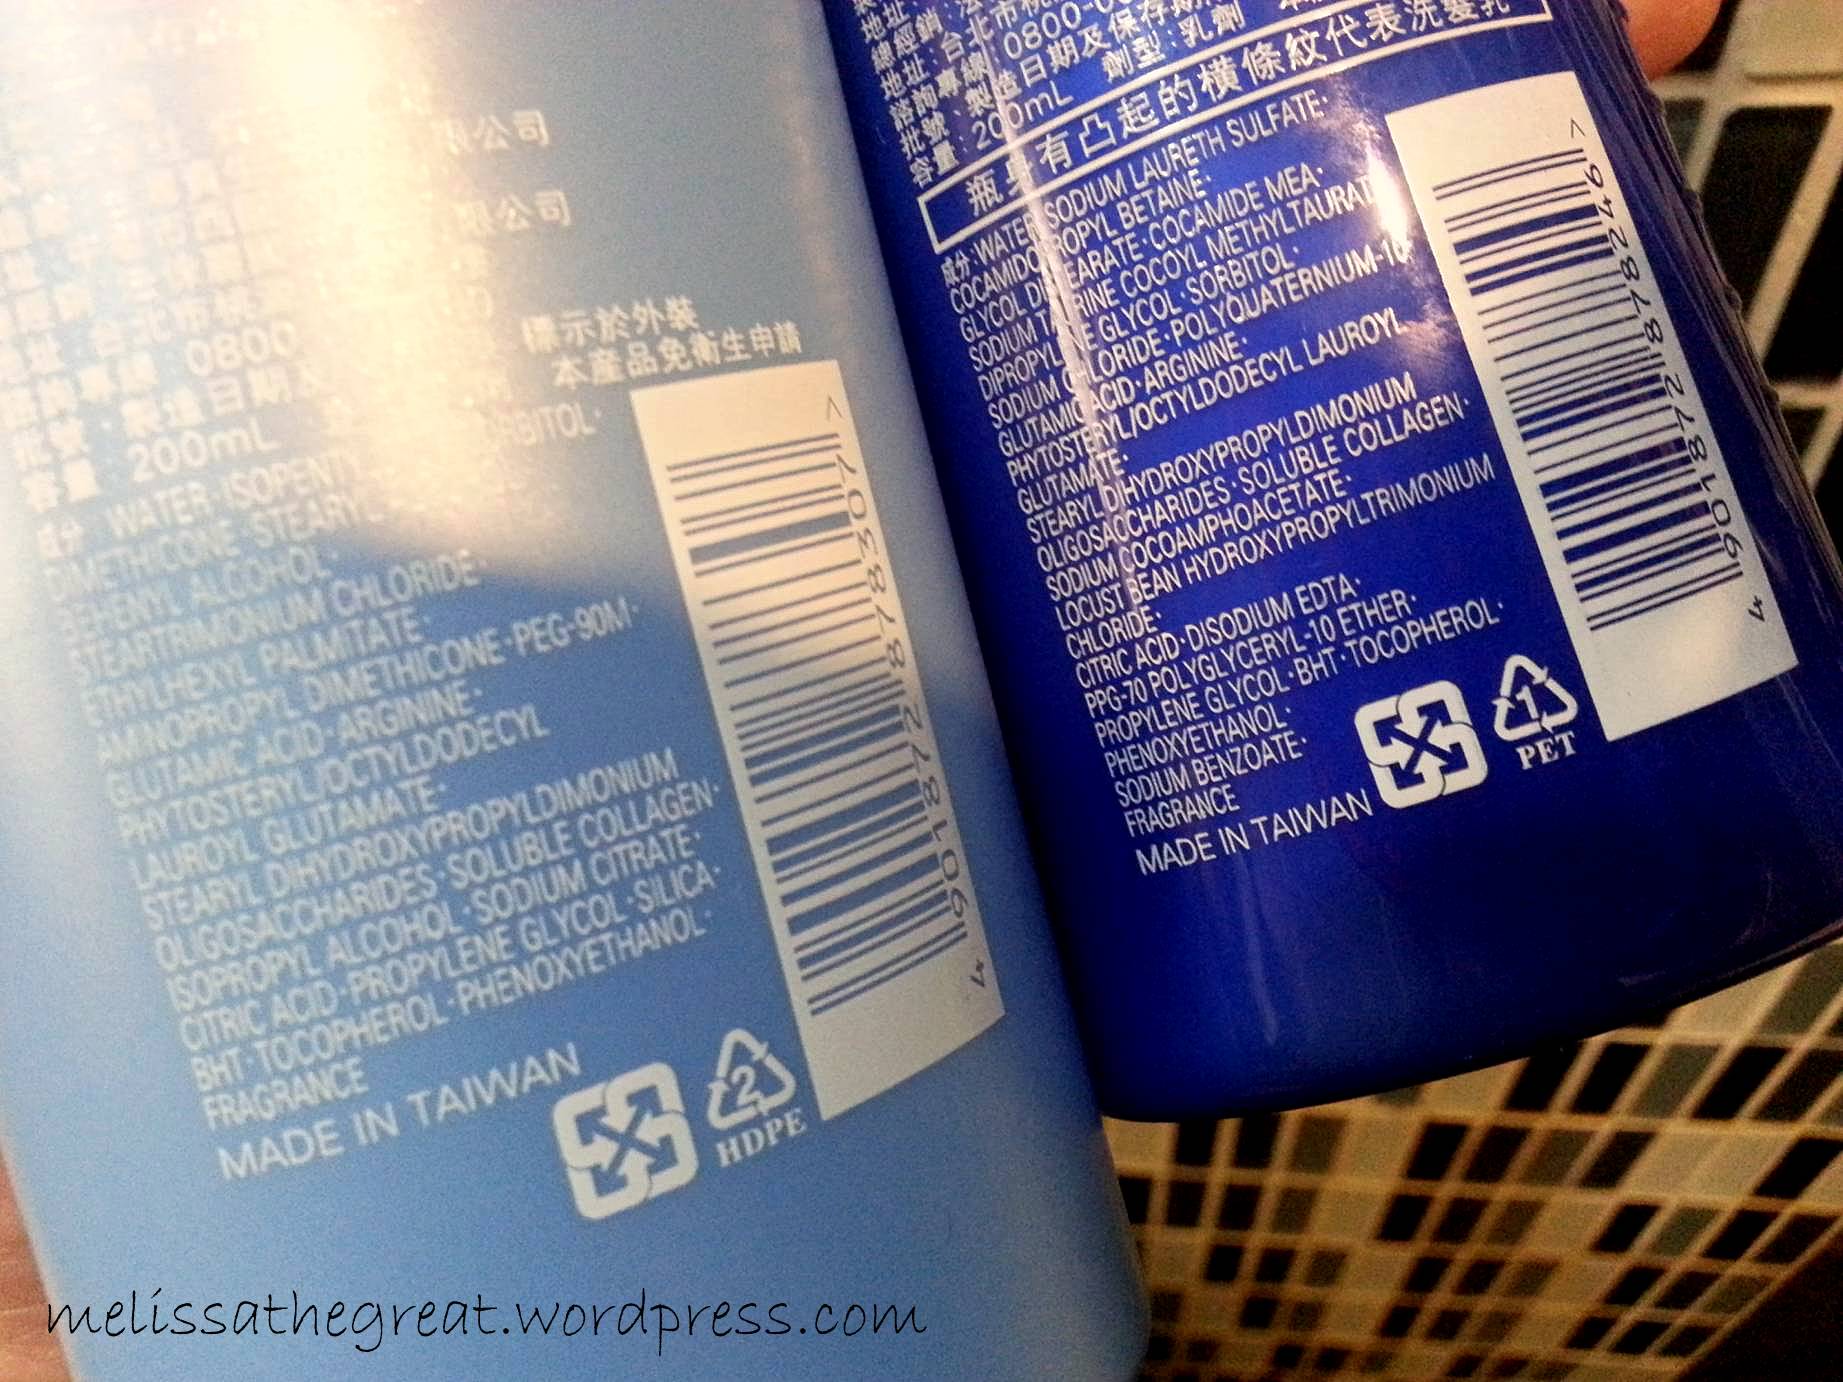 限公司
限公司
標示於外裝
本產品免衛生申請
地址:台北市
0800
製造日期
容量:200mL
成分:WATER·ISOPENTY
RBITOL·
DIMETHICONE·STEARYL
BEHENYL ALCOHOL·
STEARTRIMONIUM CHLORIDE·
ETHYLHEXYL PALMITATE·
AMINOPROPYL DIMETHICONE·PEG-90M·
GLUTAMIC ACID·ARGININE·
PHYTOSTERYL/OCTYLDODECYL
LAUROYL GLUTAMATE·
STEARYL DIHYDROXYPROPYLDIMONIUM
OLIGOSACCHARIDES·SOLUBLE COLLAGEN·
ISOPROPYL ALCOHOL·SODIUM CITRATE·
CITRIC ACID·PROPYLENE GLYCOL·SILICA·
BHT·TOCOPHEROL·PHENOXYETHANOL·
FRAGRANCE
MADE IN TAIWAN
2
HDPE
4 901872 878307 >
地址
總經銷:法
地址:台北市
諮詢專線:0800-0
批號:製造日期及保存期
容量:200mL 劑型:乳劑
瓶身有凸起的橫條紋代表洗髮乳
成分:WATER·SODIUM LAURETH SULFATE·
COCAMIDOPROPYL BETAINE·
GLYCOL DISTEARATE·COCAMIDE MEA·
SODIUM TAURINE COCOYL METHYLTAURATE
DIPROPYLENE GLYCOL·SORBITOL·
SODIUM CHLORIDE·POLYQUATERNIUM-10
GLUTAMIC ACID·ARGININE·
PHYTOSTERYL/OCTYLDODECYL LAUROYL
GLUTAMATE·
STEARYL DIHYDROXYPROPYLDIMONIUM
OLIGOSACCHARIDES·SOLUBLE COLLAGEN·
SODIUM COCOAMPHOACETATE·
LOCUST BEAN HYDROXYPROPYLTRIMONIUM
CHLORIDE·
CITRIC ACID·DISODIUM EDTA·
PPG-70 POLYGLYCERYL-10 ETHER·
PROPYLENE GLYCOL·BHT·TOCOPHEROL·
PHENOXYETHANOL·
SODIUM BENZOATE·
FRAGRANCE
MADE IN TAIWAN
1
PET
4 901872 878246 >
melissathegreat.wordpress.com